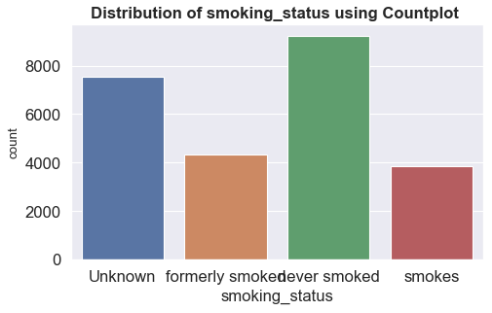 Distribution of smoking_status using Countplot
8000
6000
4000
2000
0
count
Unknown formerly smoked never smoked smokes
smoking_status